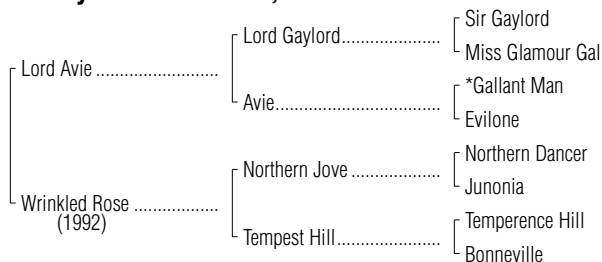 Sir Gaylord
Lord Gaylord....................
Miss Glamour Gal
Lord Avie ..........................
*Gallant Man
Avie...................................
Evilone
Northern Dancer
Northern Jove ...................
Junonia
Wrinkled Rose ..................
(1992)
Temperence Hill
Tempest Hill......................
Bonneville